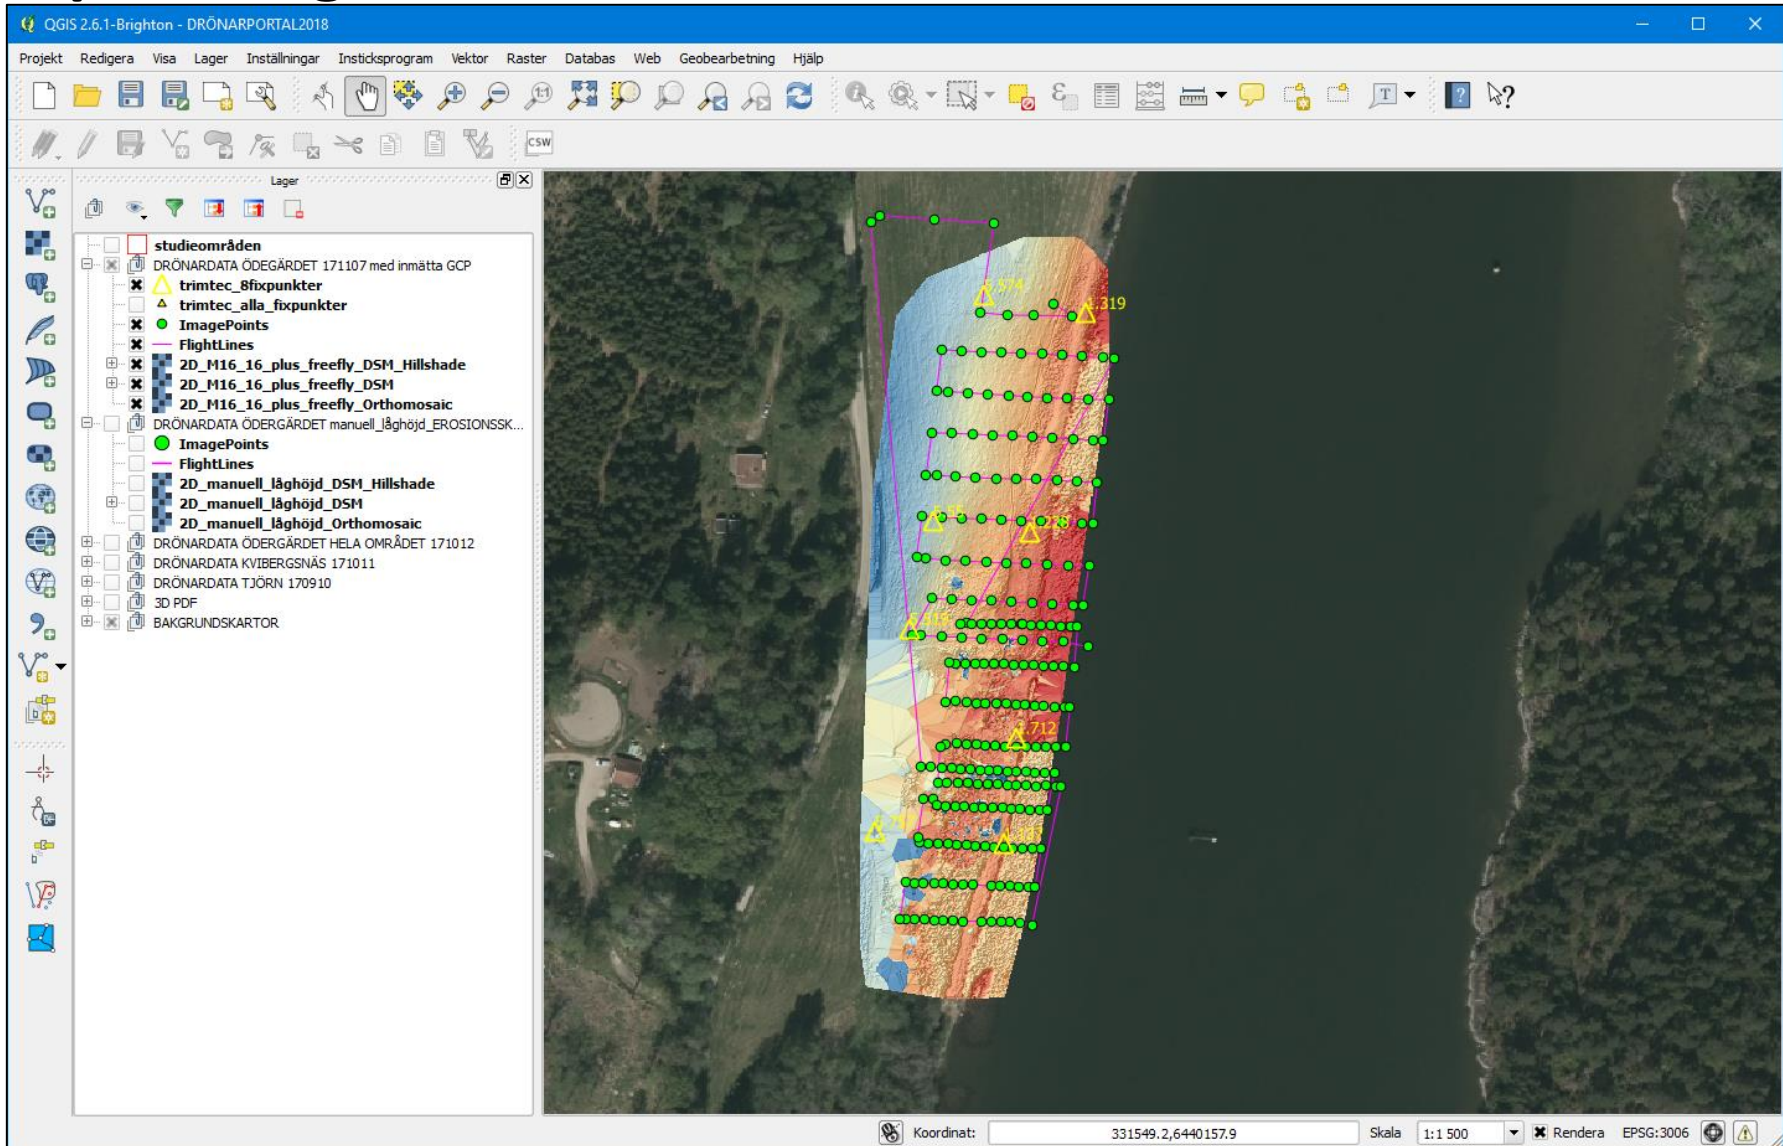 QGIS 2.6.1-Brighton - DRÖNARPORTAL2018
Projekt Redigera Visa Lager Inställningar Insticksprogram Vektor Raster Databas Web Geobearbetning Hjälp
CSW
Lager
studieområden
DRÖNARDATA ÖDEGÄRDET 171107 med inmätta GCP
trimtec_8fixpunkter
trimtec_alla_fixpunkter
ImagePoints
FlightLines
2D_M16_16_plus_freefly_DSM_Hillshade
2D_M16_16_plus_freefly_DSM
2D_M16_16_plus_freefly_Orthomosaic
DRÖNARDATA ÖDERGÄRDET manuell_låghöjd_EROSIONSSK...
ImagePoints
FlightLines
2D_manuell_låghöjd_DSM_Hillshade
2D_manuell_låghöjd_DSM
2D_manuell_låghöjd_Orthomosaic
DRÖNARDATA ÖDERGÄRDET HELA OMRÅDET 171012
DRÖNARDATA KVIBERGSNÄS 171011
DRÖNARDATA TJÖRN 170910
3D PDF
BAKGRUNDSKARTOR
Koordinat: 331549.2,6440157.9 Skala 1:1 500 Rendera EPSG:3006